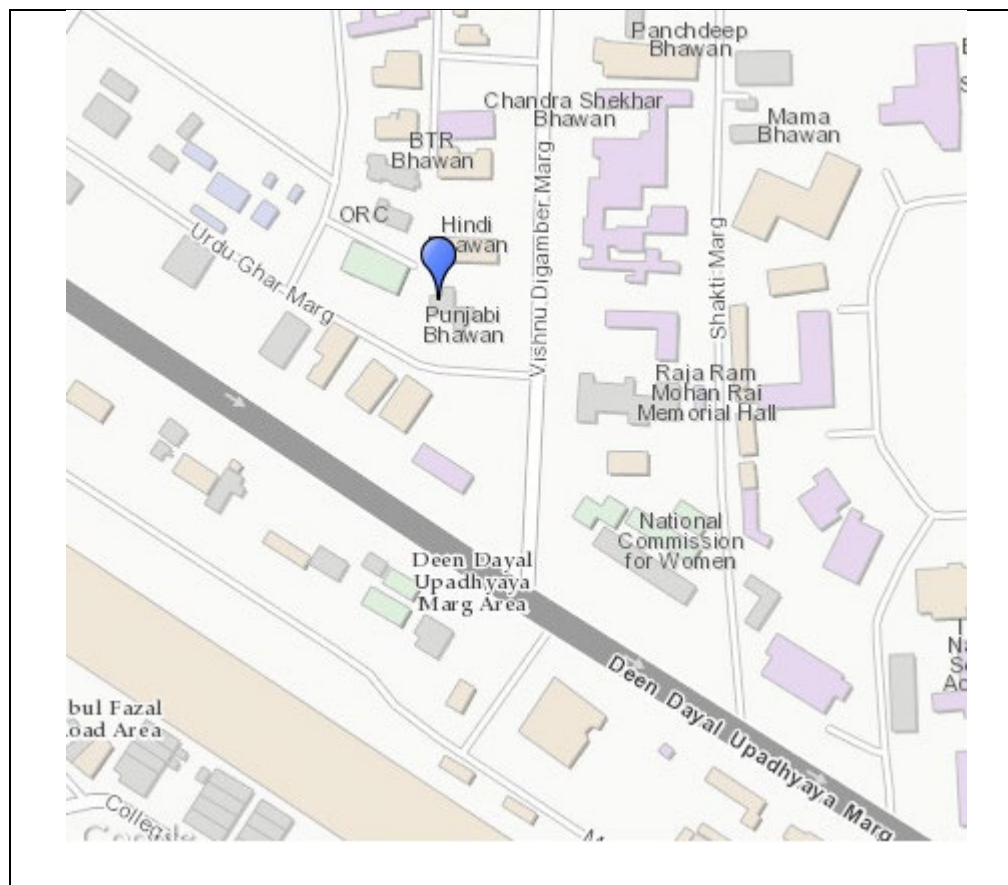 Panchdeep
Bhawan
Chandra Shekhar
Bhawan
Mama
Bhawan
BTR
Bhawan
ORC
Hindi
Urdu Ghar Marg
Punjabi
Bhawan
Vishnu Digamber Marg
Shakti Marg
Raja Ram
Mohan Rai
Memorial Hall
National
Commission
for Women
Deen Dayal
Upadhyaya
Marg Area
Deen Dayal Upadhyaya Marg
bul Fazal
oad Area